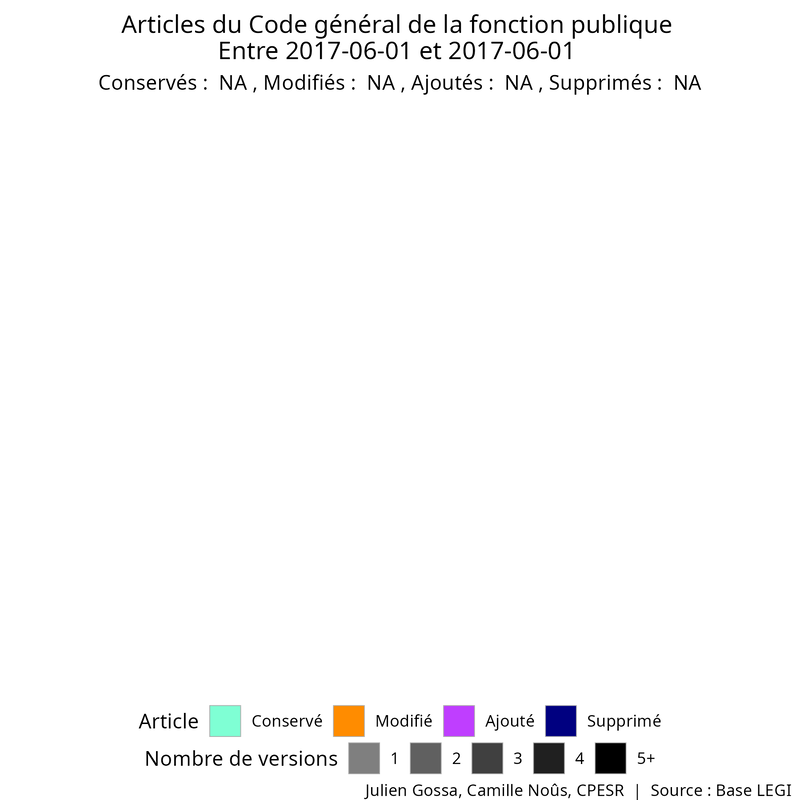 Articles du Code général de la fonction publique
Entre 2017-06-01 et 2017-06-01
Conservés :  NA , Modifiés :  NA , Ajoutés :  NA , Supprimés :  NA
Article Conservé Modifié Ajouté Supprimé
Nombre de versions 1 2 3 4 5+
Julien Gossa, Camille Noûs, CPESR  |  Source : Base LEGI